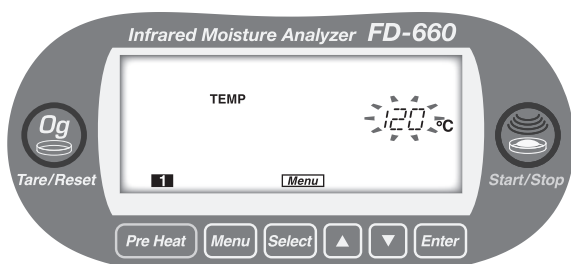 Infrared Moisture Analyzer FD-660
TEMP
120 °C
0g
Tare/Reset
Start/Stop
1
Menu
Pre Heat Menu Select ▲ ▼ Enter